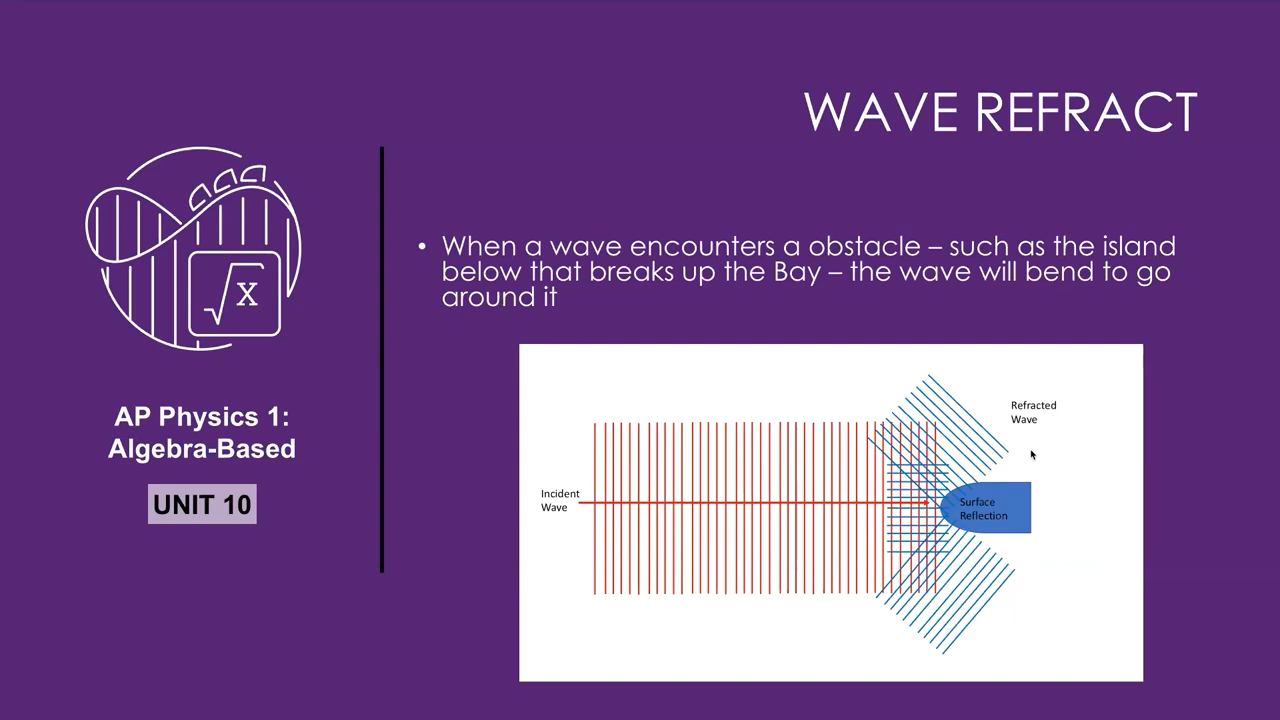 WAVE REFRACT
• When a wave encounters a obstacle – such as the island
below that breaks up the Bay – the wave will bend to go
around it
√x
AP Physics 1:
Algebra-Based
UNIT 10
Refracted
Wave
Incident
Wave
Surface
Reflection